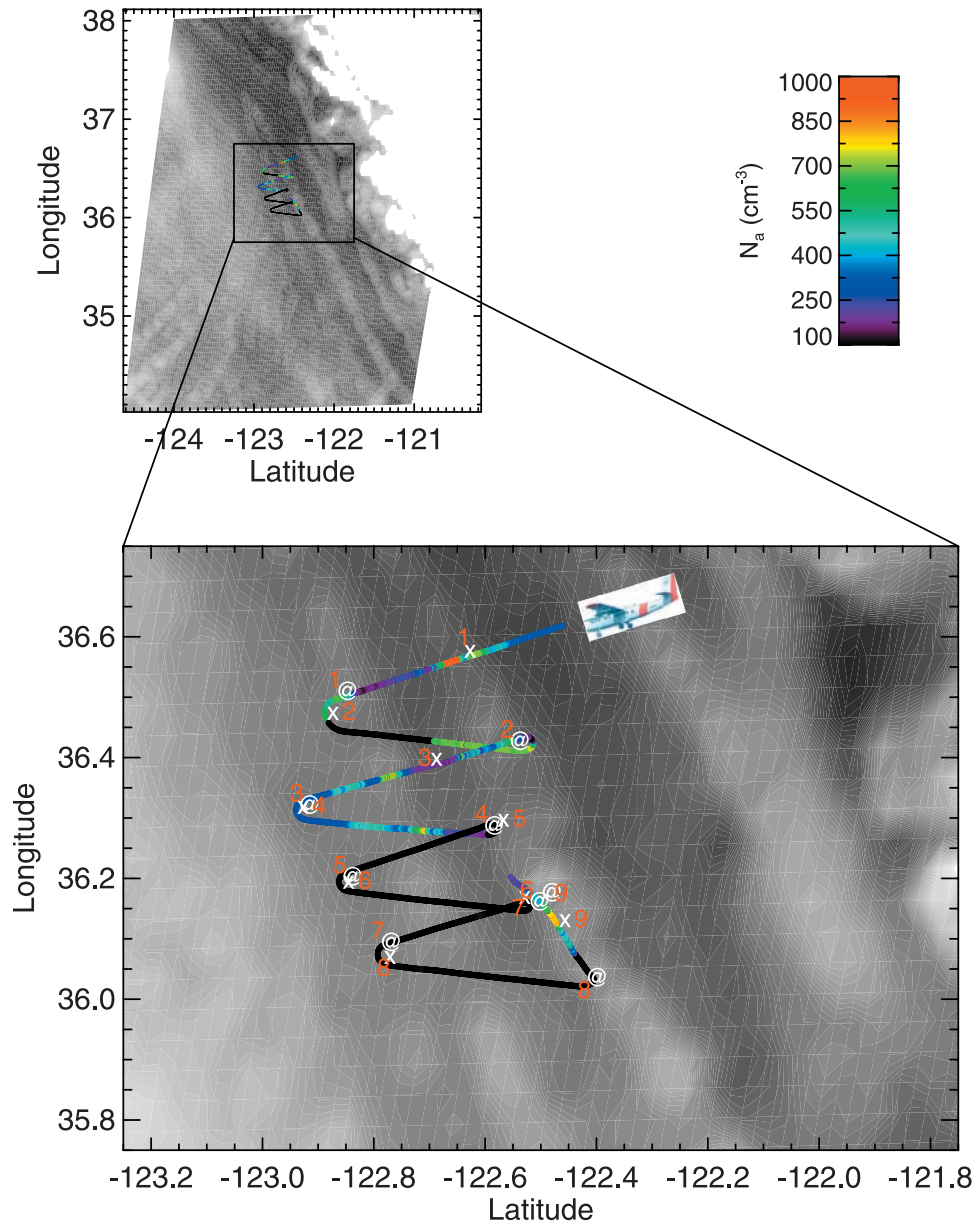 38
37
36
35
Longitude
-124 -123 -122 -121
Latitude
1000
850
700
550
400
250
100
N_a (cm⁻³)
36.6
36.4
36.2
36.0
35.8
Longitude
1
x
1
@
x 2
2
@
3 x
3
x @ 4
4
@ x 5
5
@
x 6
6 @ 9
x
7 @
x 9
7
@
x
8
@
8
-123.2 -123.0 -122.8 -122.6 -122.4 -122.2 -122.0 -121.8
Latitude